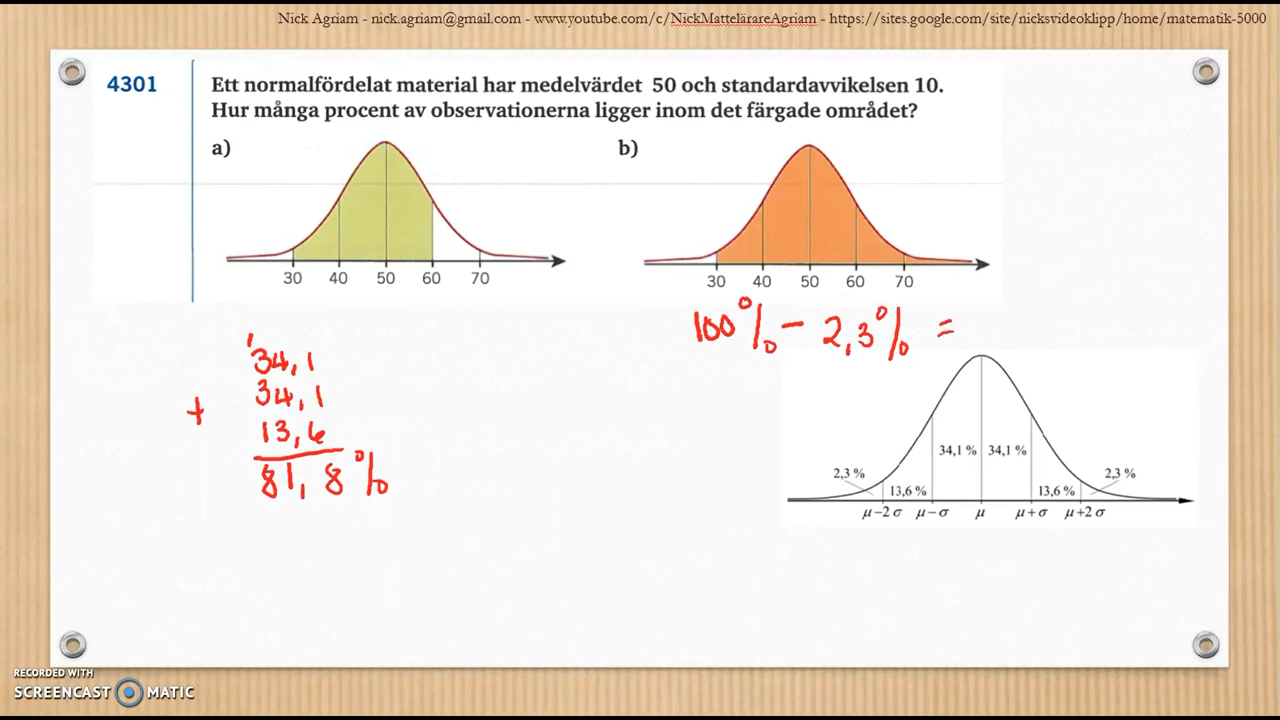 Nick Agriam - nick.agriam@gmail.com - www.youtube.com/c/NickMattelärareAgriam - https://sites.google.com/site/nicksvideoklipp/home/matematik-5000
4301
Ett normalfördelat material har medelvärdet 50 och standardavvikelsen 10.
Hur många procent av observationerna ligger inom det färgade området?
a)
30 40 50 60 70
b)
30 40 50 60 70
1
34,1
34,1
+ 13,6
81,8%
100% - 2,3% =
34,1 % 34,1 %
2,3 % 2,3 %
13,6 % 13,6 %
μ-2σ μ-σ μ μ+σ μ+2σ
RECORDED WITH
SCREENCAST MATIC